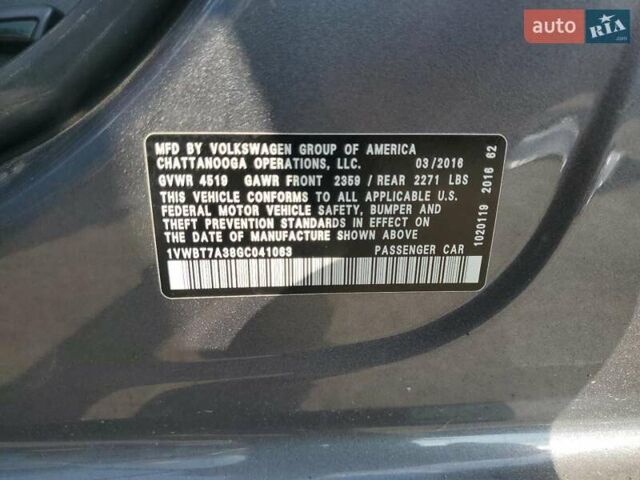 auto RIA.com
MFD BY VOLKSWAGEN GROUP OF AMERICA
CHATTANOOGA OPERATIONS, LLC. 03/2016
GVWR 4519 GAWR FRONT 2359 / REAR 2271 LBS
THIS VEHICLE CONFORMS TO ALL APPLICABLE U.S.
FEDERAL MOTOR VEHICLE SAFETY, BUMPER AND
THEFT PREVENTION STANDARDS IN EFFECT ON
THE DATE OF MANUFACTURE SHOWN ABOVE
1VWBT7A38GC041063 PASSENGER CAR
1020119 2016 62